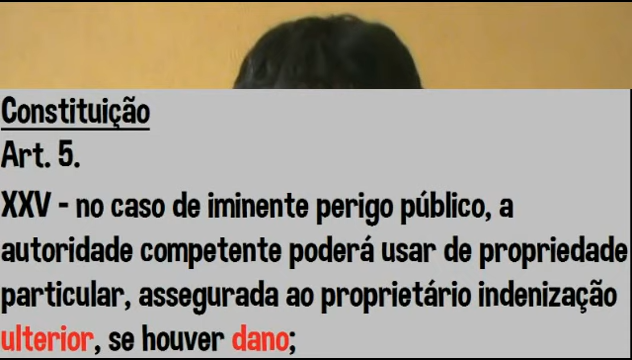 Constituição
Art. 5.
XXV - no caso de iminente perigo público, a
autoridade competente poderá usar de propriedade
particular, assegurada ao proprietário indenização
ulterior, se houver dano;